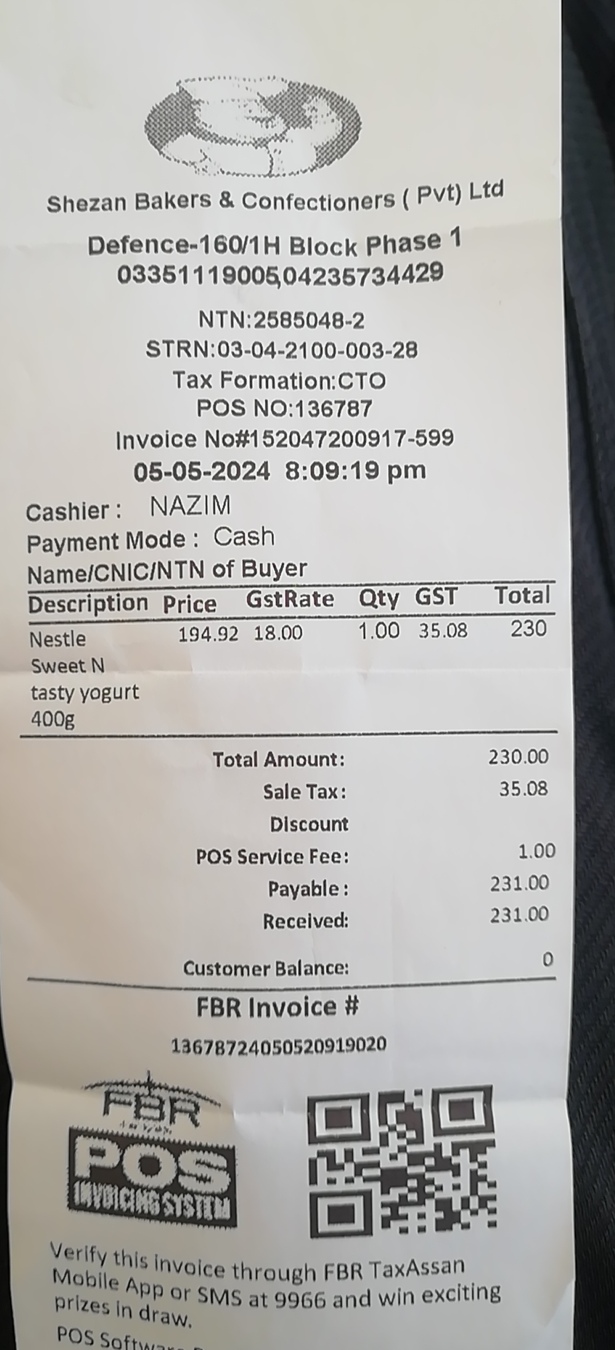 Shezan Bakers & Confectioners ( Pvt) Ltd
Defence-160/1H Block Phase 1
03351119005,04235734429
NTN:2585048-2
STRN:03-04-2100-003-28
Tax Formation:CTO
POS NO:136787
Invoice No#152047200917-599
05-05-2024 8:09:19 pm
Cashier : NAZIM
Payment Mode : Cash
Name/CNIC/NTN of Buyer
Description Price GstRate Qty GST Total
Nestle 194.92 18.00 1.00 35.08 230
Sweet N
tasty yogurt
400g
Total Amount: 230.00
Sale Tax: 35.08
Discount
POS Service Fee: 1.00
Payable : 231.00
Received: 231.00
Customer Balance: 0
FBR Invoice #
13678724050520919020
FBR
POS
INVOICING SYSTEM
Verify this invoice through FBR TaxAssan
Mobile App or SMS at 9966 and win exciting
prizes in draw.
POS